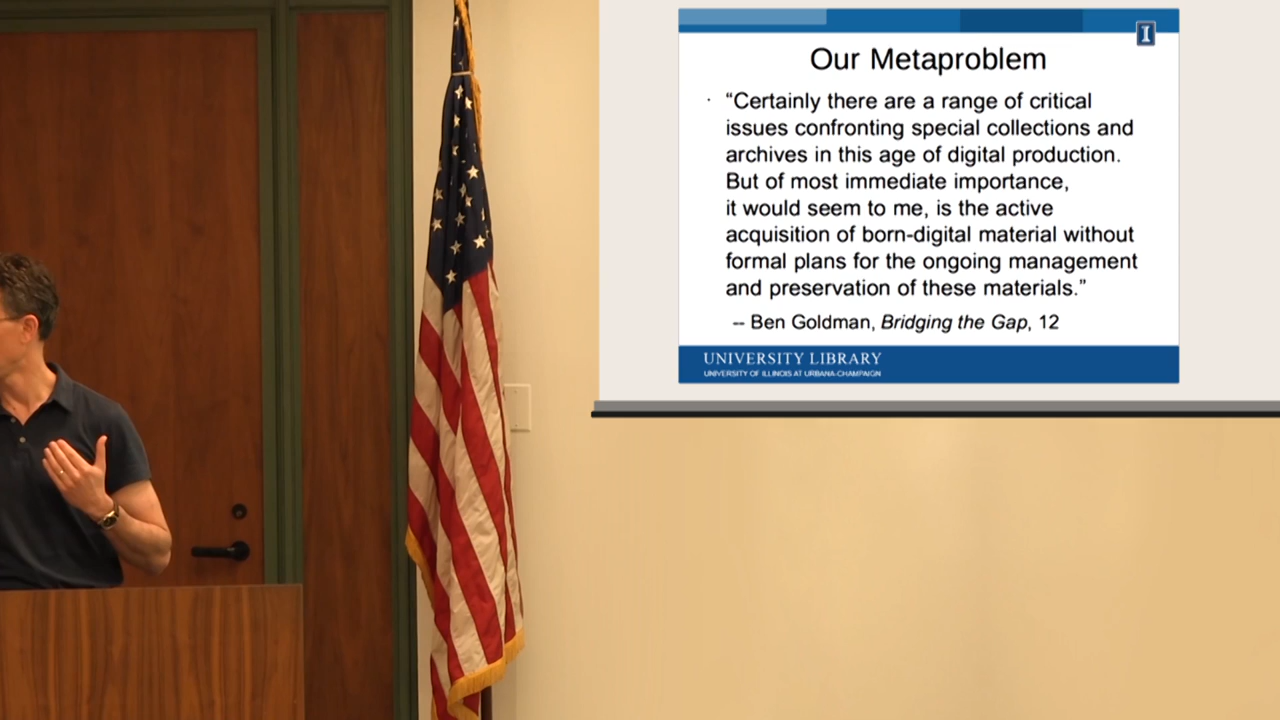 I
Our Metaproblem
· “Certainly there are a range of critical
issues confronting special collections and
archives in this age of digital production.
But of most immediate importance,
it would seem to me, is the active
acquisition of born-digital material without
formal plans for the ongoing management
and preservation of these materials.”
-- Ben Goldman, Bridging the Gap, 12
UNIVERSITY LIBRARY
UNIVERSITY OF ILLINOIS AT URBANA-CHAMPAIGN